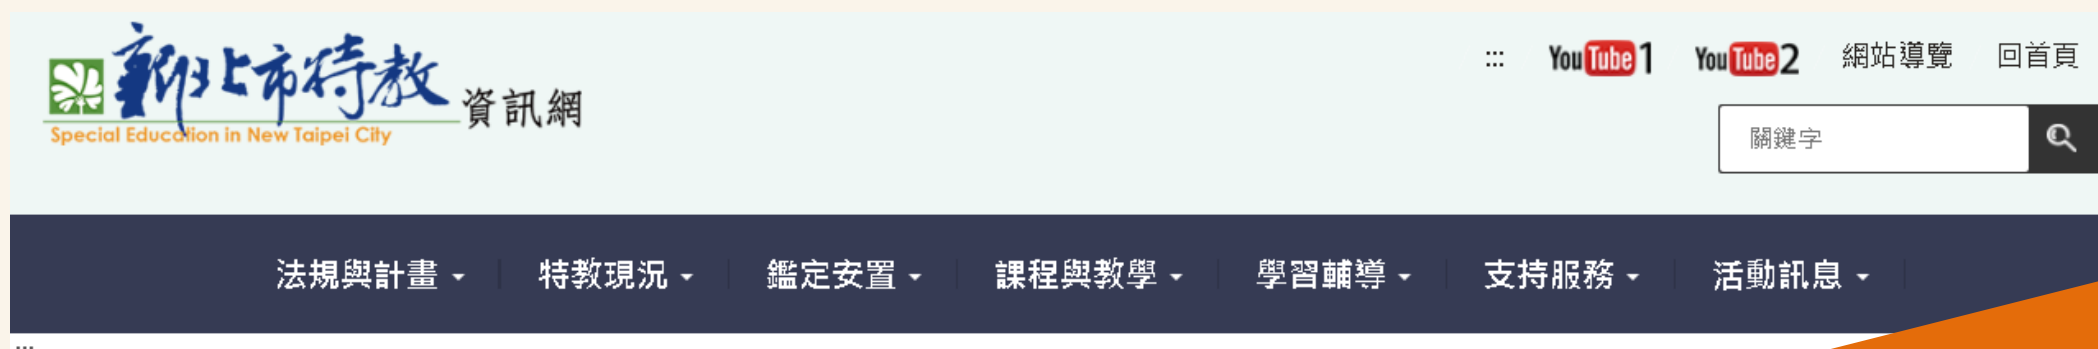 新北市特教資訊網
Special Education in New Taipei City
::: YouTube1 YouTube2 網站導覽 回首頁
關鍵字
法規與計畫 特教現況 鑑定安置 課程與教學 學習輔導 支持服務 活動訊息
:::